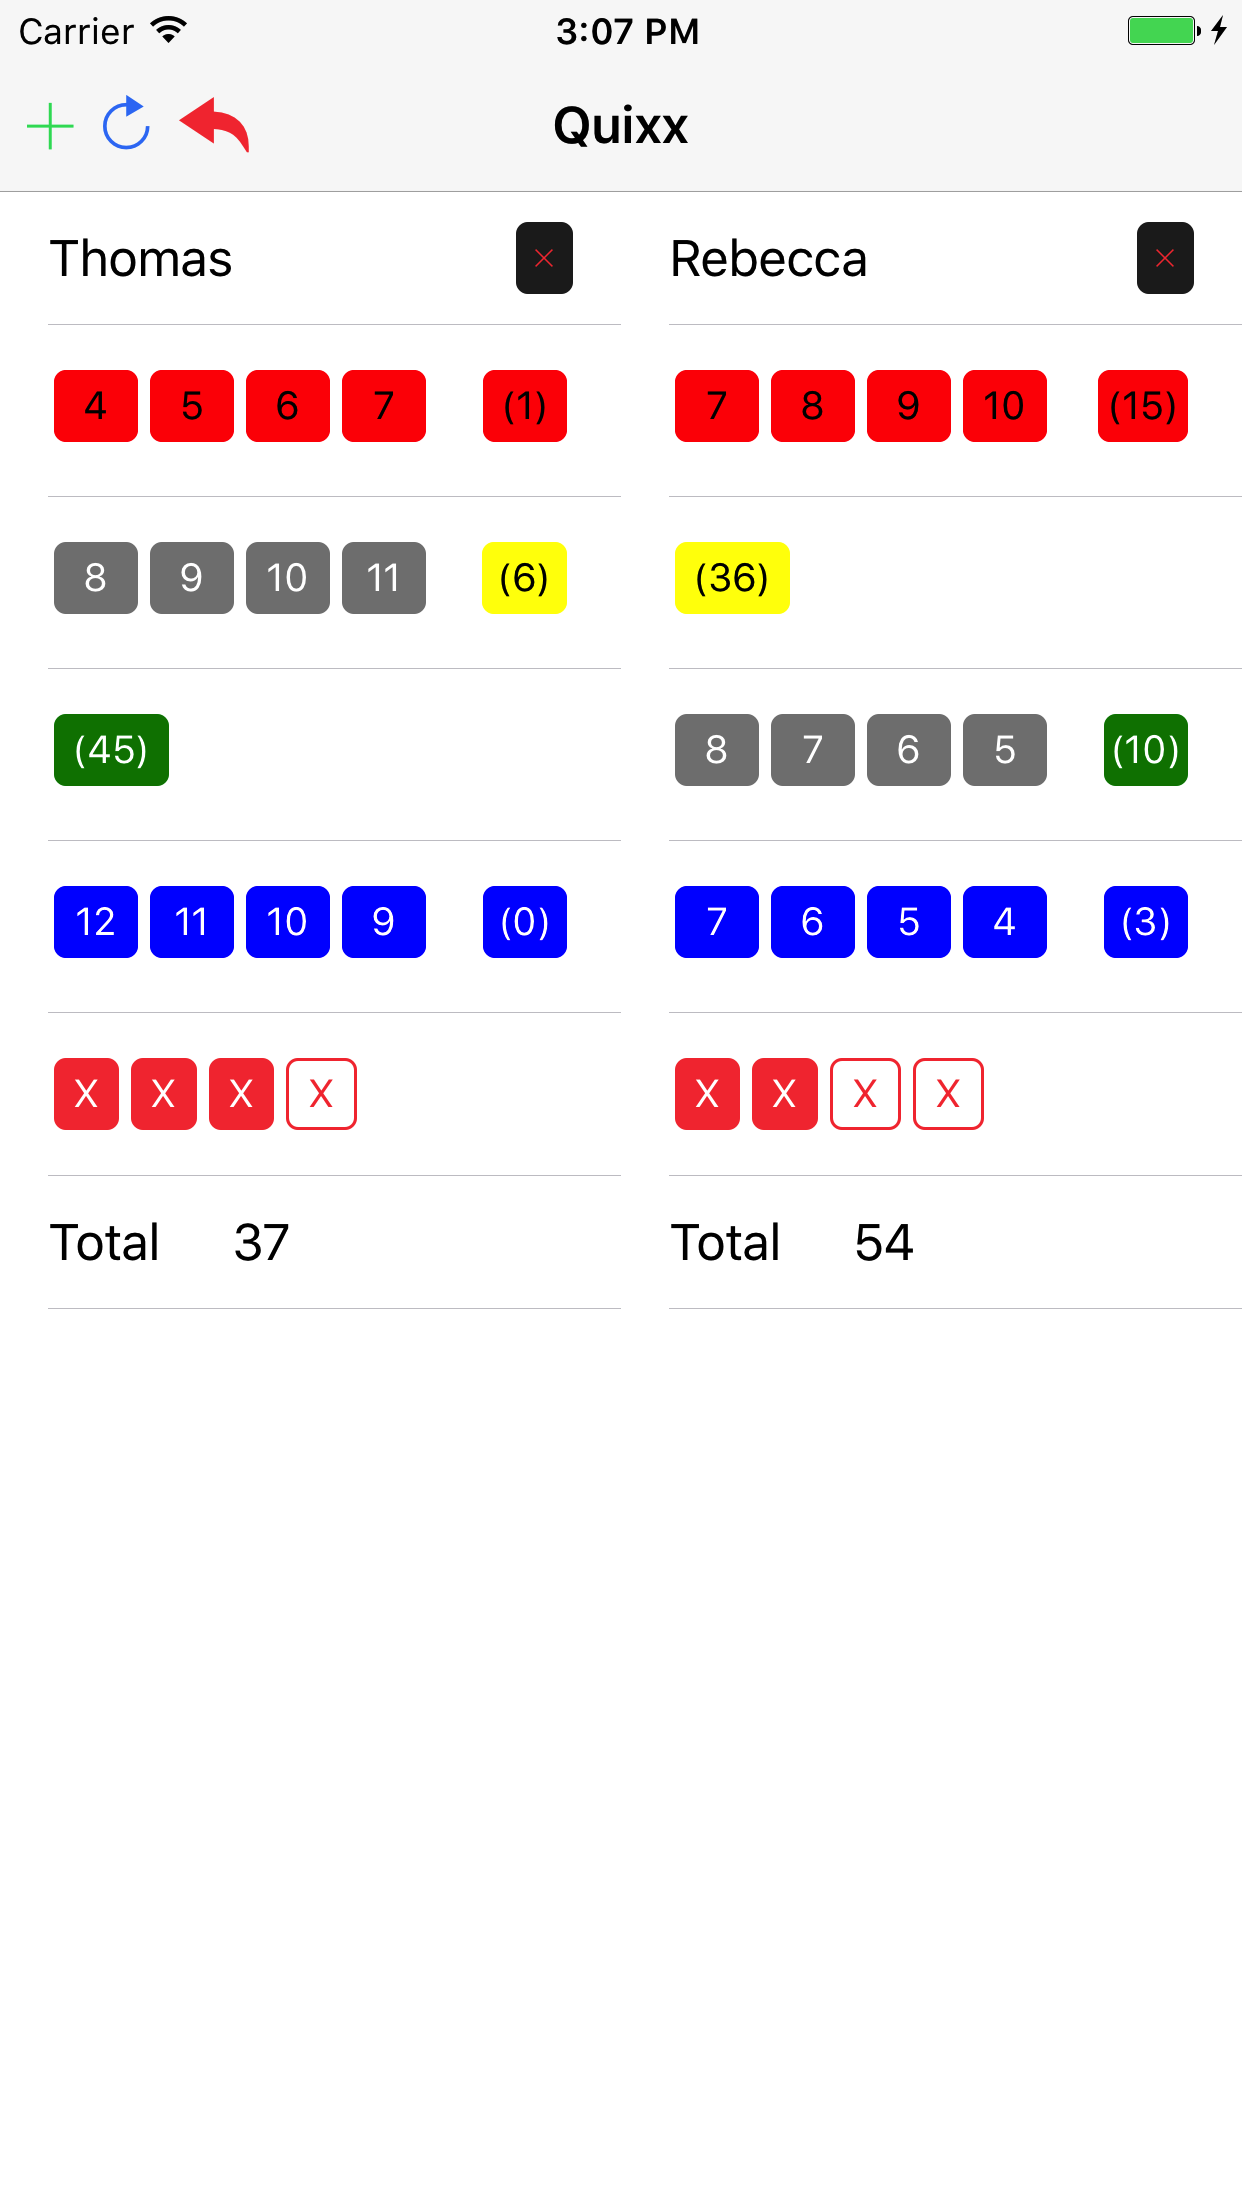 Carrier 3:07 PM
Quixx
Thomas Rebecca
4 5 6 7 (1) 7 8 9 10 (15)
8 9 10 11 (6) (36)
(45) 8 7 6 5 (10)
12 11 10 9 (0) 7 6 5 4 (3)
X X X X X X X X
Total 37 Total 54